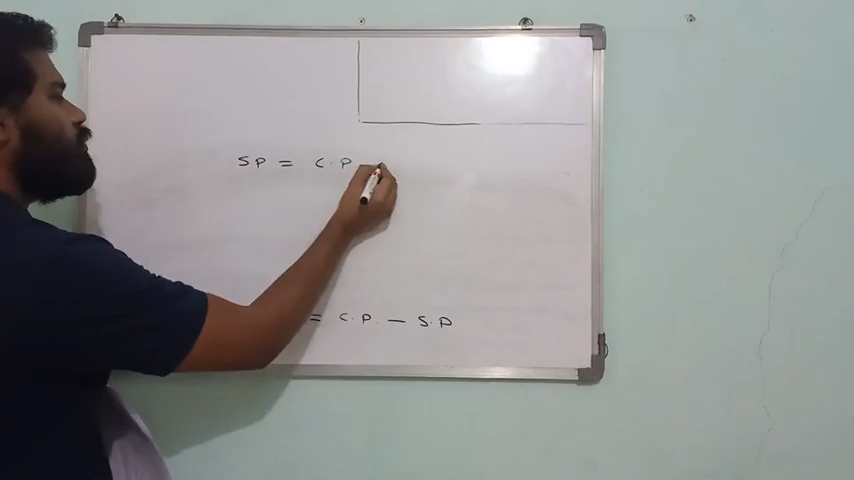 SP = C.P
= C.P. - S.P